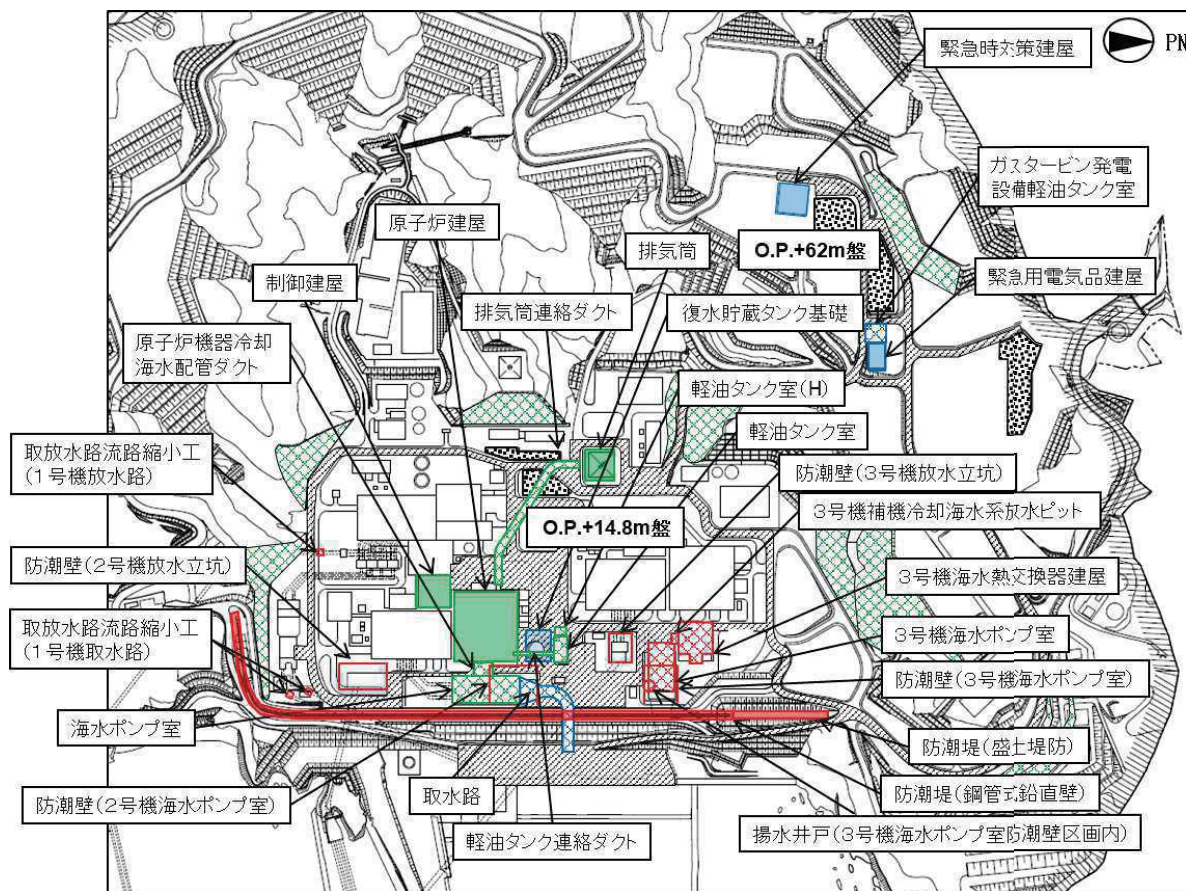 緊急時対策建屋
PN
ガスタービン発電
設備軽油タンク室
原子炉建屋
排気筒
O.P.+62m盤
緊急用電気品建屋
制御建屋
排気筒連絡ダクト
復水貯蔵タンク基礎
原子炉機器冷却
海水配管ダクト
軽油タンク室(H)
軽油タンク室
取放水路流路縮小工
(1号機放水路)
防潮壁(3号機放水立坑)
3号機補機冷却海水系放水ピット
O.P.+14.8m盤
防潮壁(2号機放水立坑)
3号機海水熱交換器建屋
取放水路流路縮小工
(1号機取水路)
3号機海水ポンプ室
防潮壁(3号機海水ポンプ室)
海水ポンプ室
防潮堤(盛土堤防)
防潮壁(2号機海水ポンプ室)
取水路
防潮堤(鋼管式鉛直壁)
軽油タンク連絡ダクト
揚水井戸(3号機海水ポンプ室防潮壁区画内)